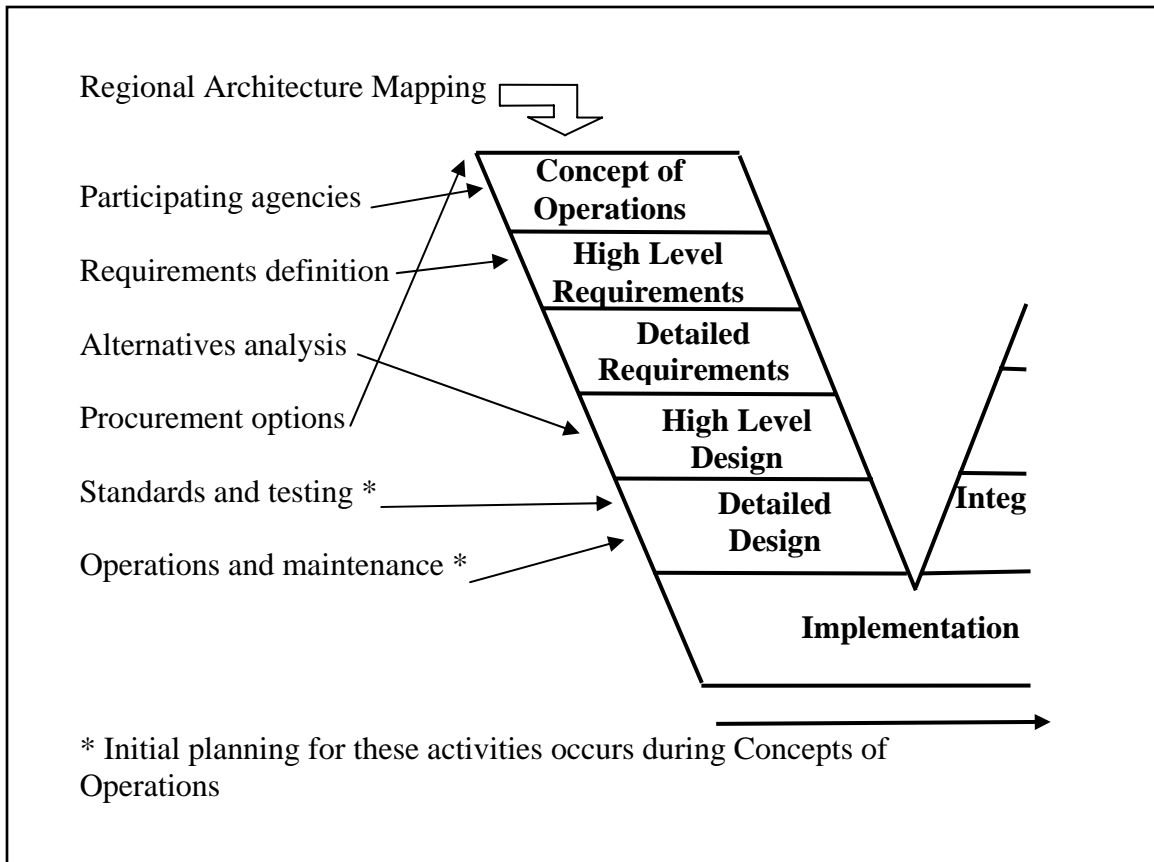 Regional Architecture Mapping
Participating agencies
Requirements definition
Alternatives analysis
Procurement options
Standards and testing *
Operations and maintenance *
Concept of
Operations
High Level
Requirements
Detailed
Requirements
High Level
Design
Detailed
Design
Integ
Implementation
* Initial planning for these activities occurs during Concepts of
Operations